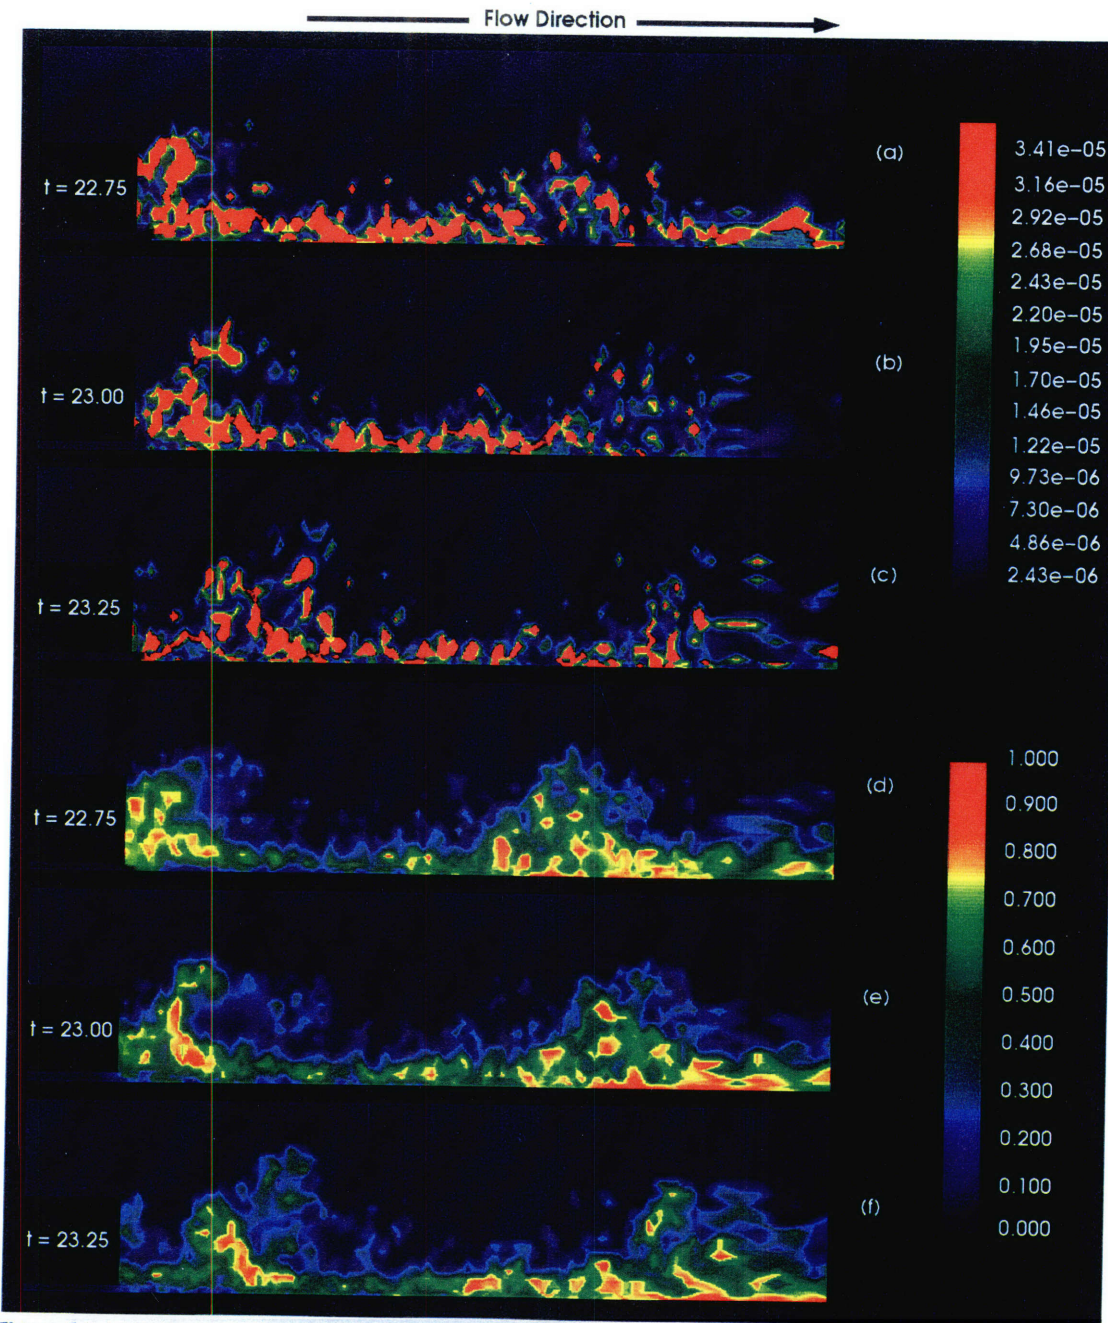 Flow Direction
(a)
t = 22.75
3.41e-05
3.16e-05
2.92e-05
2.68e-05
2.43e-05
2.20e-05
1.95e-05
1.70e-05
1.46e-05
1.22e-05
9.73e-06
7.30e-06
4.86e-06
2.43e-06
(b)
t = 23.00
(c)
t = 23.25
(d)
t = 22.75
1.000
0.900
0.800
0.700
0.600
0.500
0.400
0.300
0.200
0.100
0.000
(e)
t = 23.00
(f)
t = 23.25